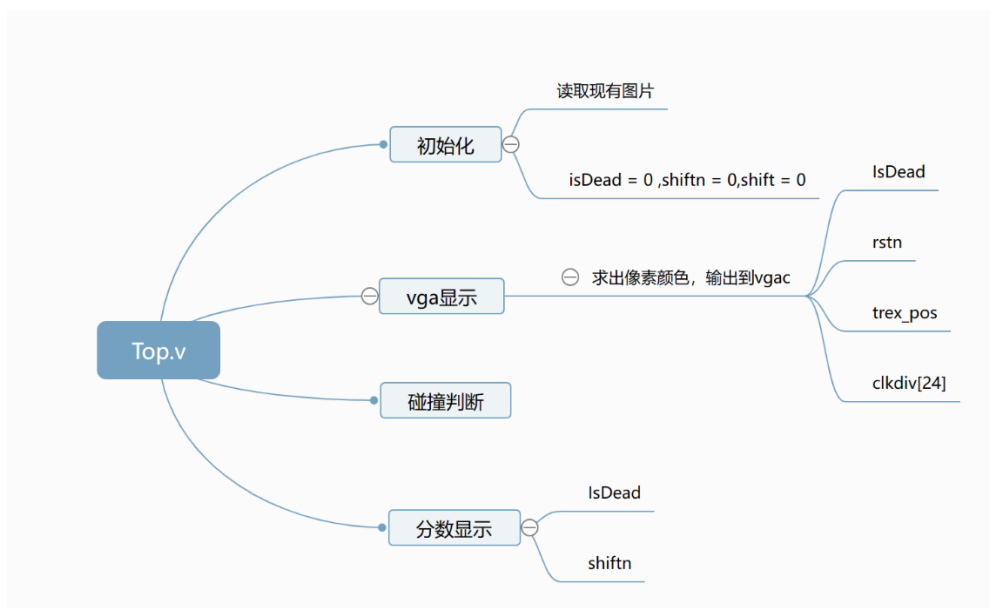 读取现有图片
初始化
isDead = 0 ,shiftn = 0,shift = 0
IsDead
rstn
求出像素颜色，输出到vgac
vga显示
trex_pos
Top.v
clkdiv[24]
碰撞判断
IsDead
分数显示
shiftn